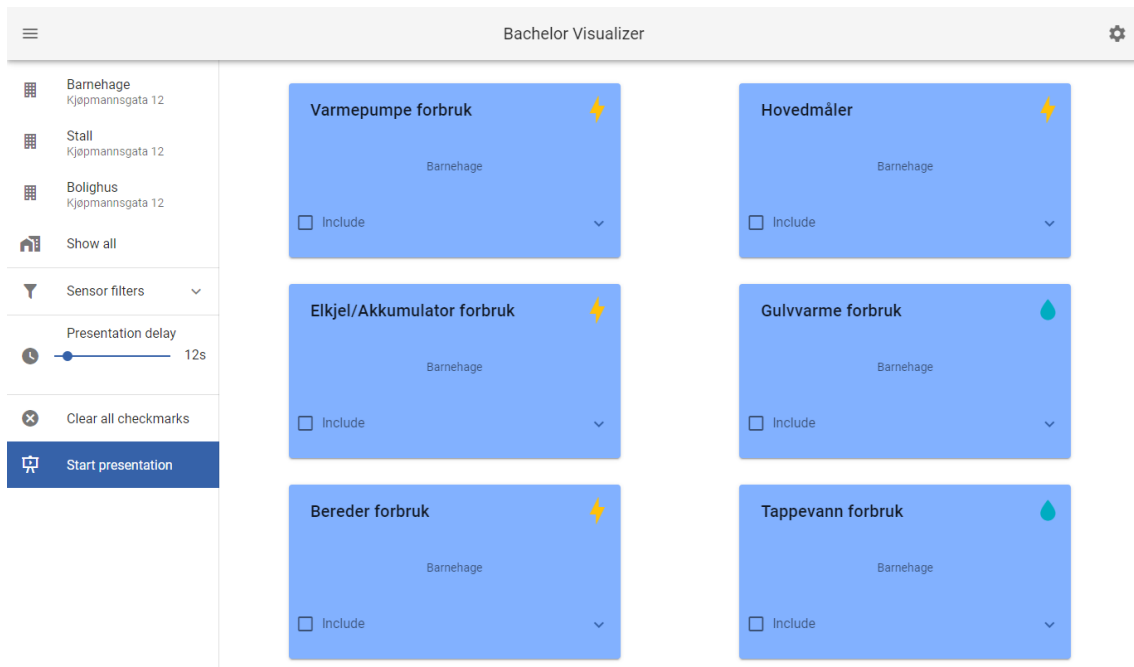 Bachelor Visualizer
Barnehage
Kjøpmannsgata 12
Stall
Kjøpmannsgata 12
Bolighus
Kjøpmannsgata 12
Show all
Sensor filters
Presentation delay
12s
Clear all checkmarks
Start presentation
Varmepumpe forbruk
Barnehage
Include
Hovedmåler
Barnehage
Include
Elkjel/Akkumulator forbruk
Barnehage
Include
Gulvvarme forbruk
Barnehage
Include
Bereder forbruk
Barnehage
Include
Tappevann forbruk
Barnehage
Include